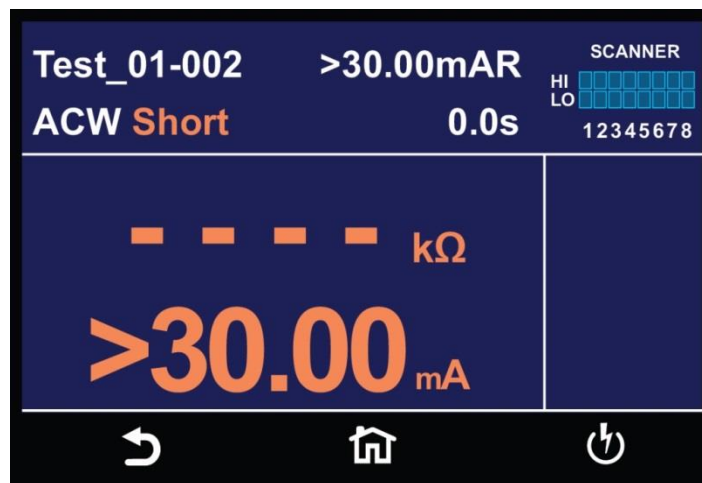 Test_01-002 >30.00mAR
ACW Short 0.0s
SCANNER
HI
LO
12345678
- - - - kΩ
>30.00 mA